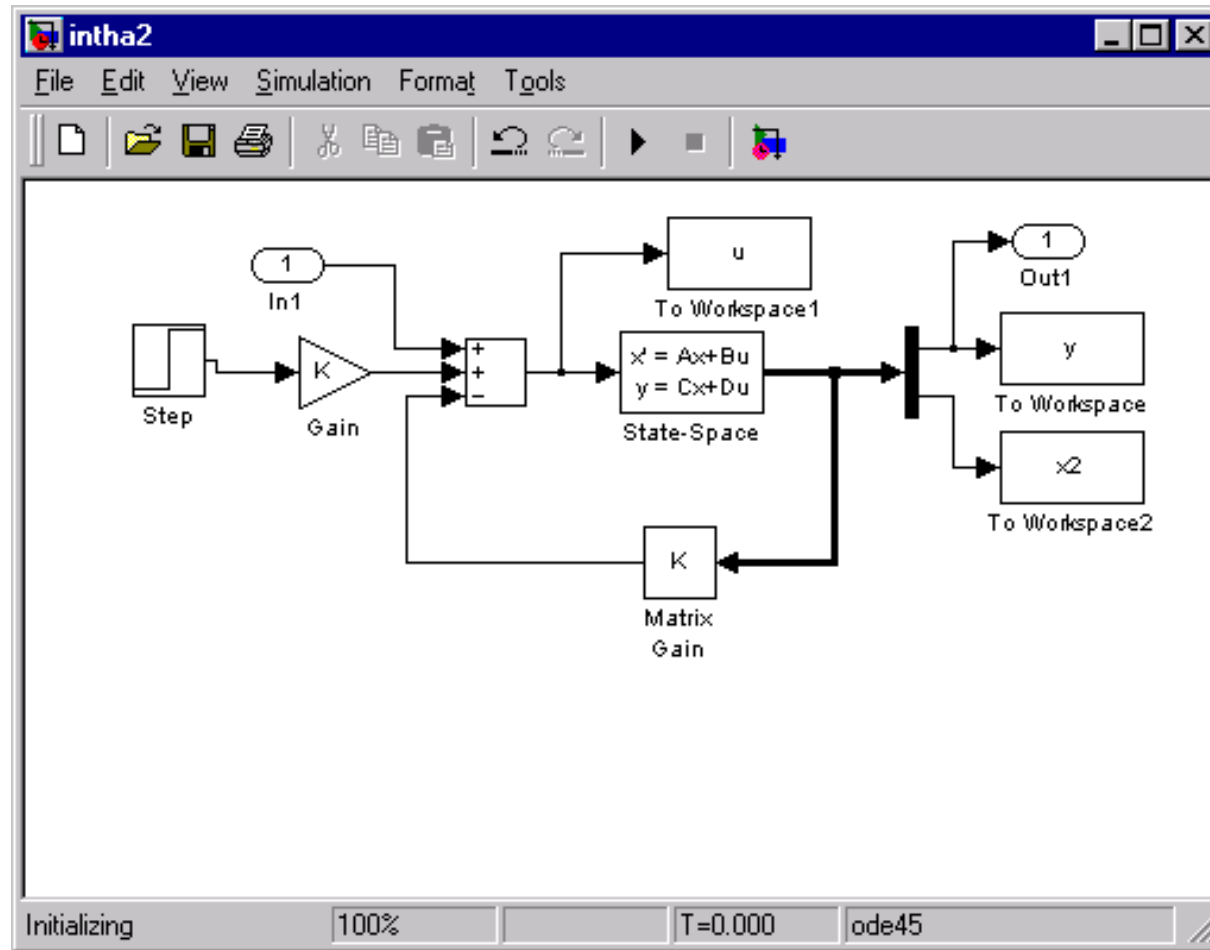 intha2
File Edit View Simulation Format Tools
1
In1
Step
K
Gain
+
+
−
u
To Workspace1
x' = Ax+Bu
y = Cx+Du
State-Space
K
Matrix
Gain
1
Out1
y
To Workspace
x2
To Workspace2
Initializing 100% T=0.000 ode45